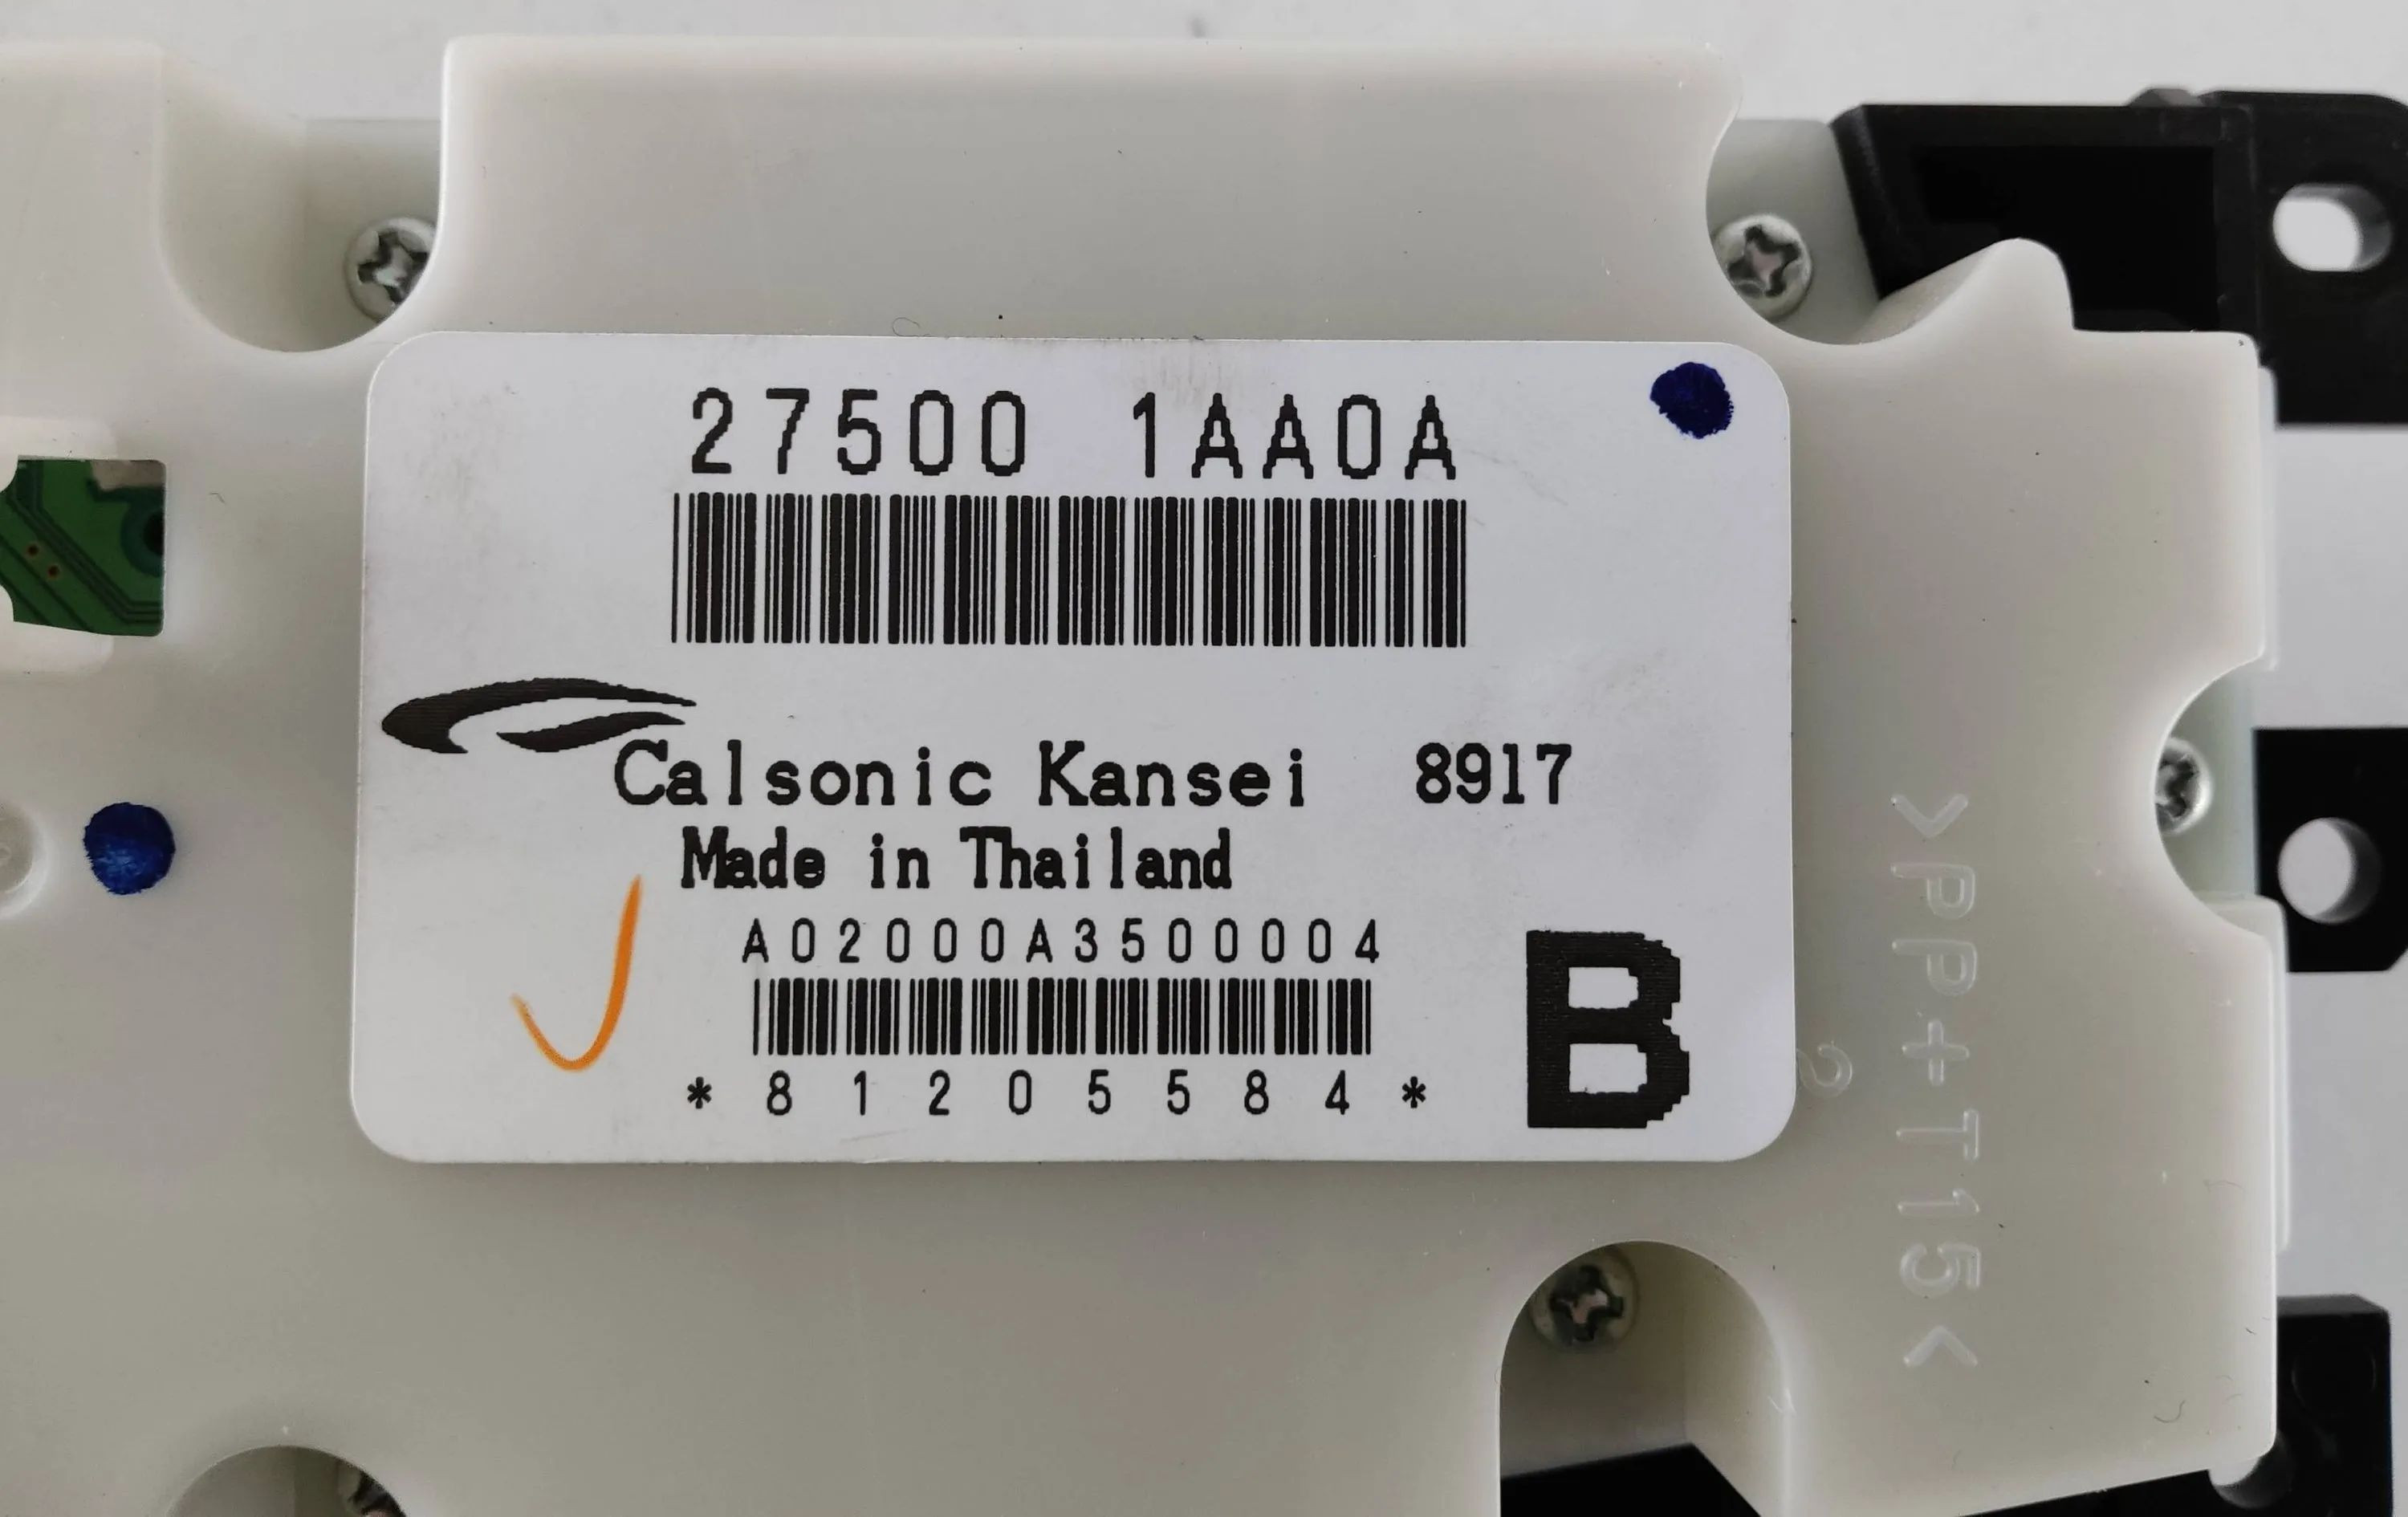 27500 1AA0A
Calsonic Kansei 8917
Made in Thailand
A02000A3500004
*81205584*
B
>PP+T15<
2